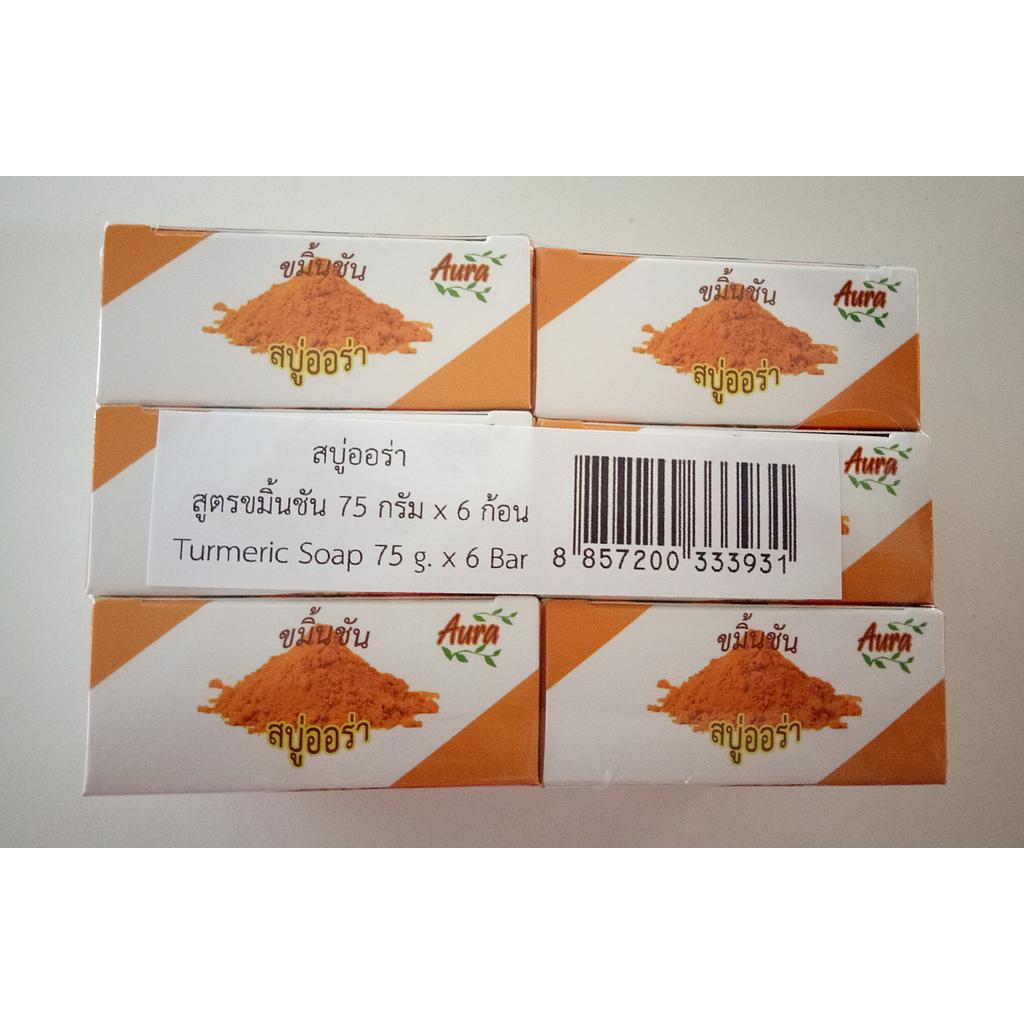 ขมิ้นชัน
Aura
สบู่ออร่า
ขมิ้นชัน
Aura
สบู่ออร่า
สบู่ออร่า
สูตรขมิ้นชัน 75 กรัม x 6 ก้อน
Turmeric Soap 75 g. x 6 Bar
8 857200 333931
Aura
ขมิ้นชัน
Aura
สบู่ออร่า
ขมิ้นชัน
Aura
สบู่ออร่า